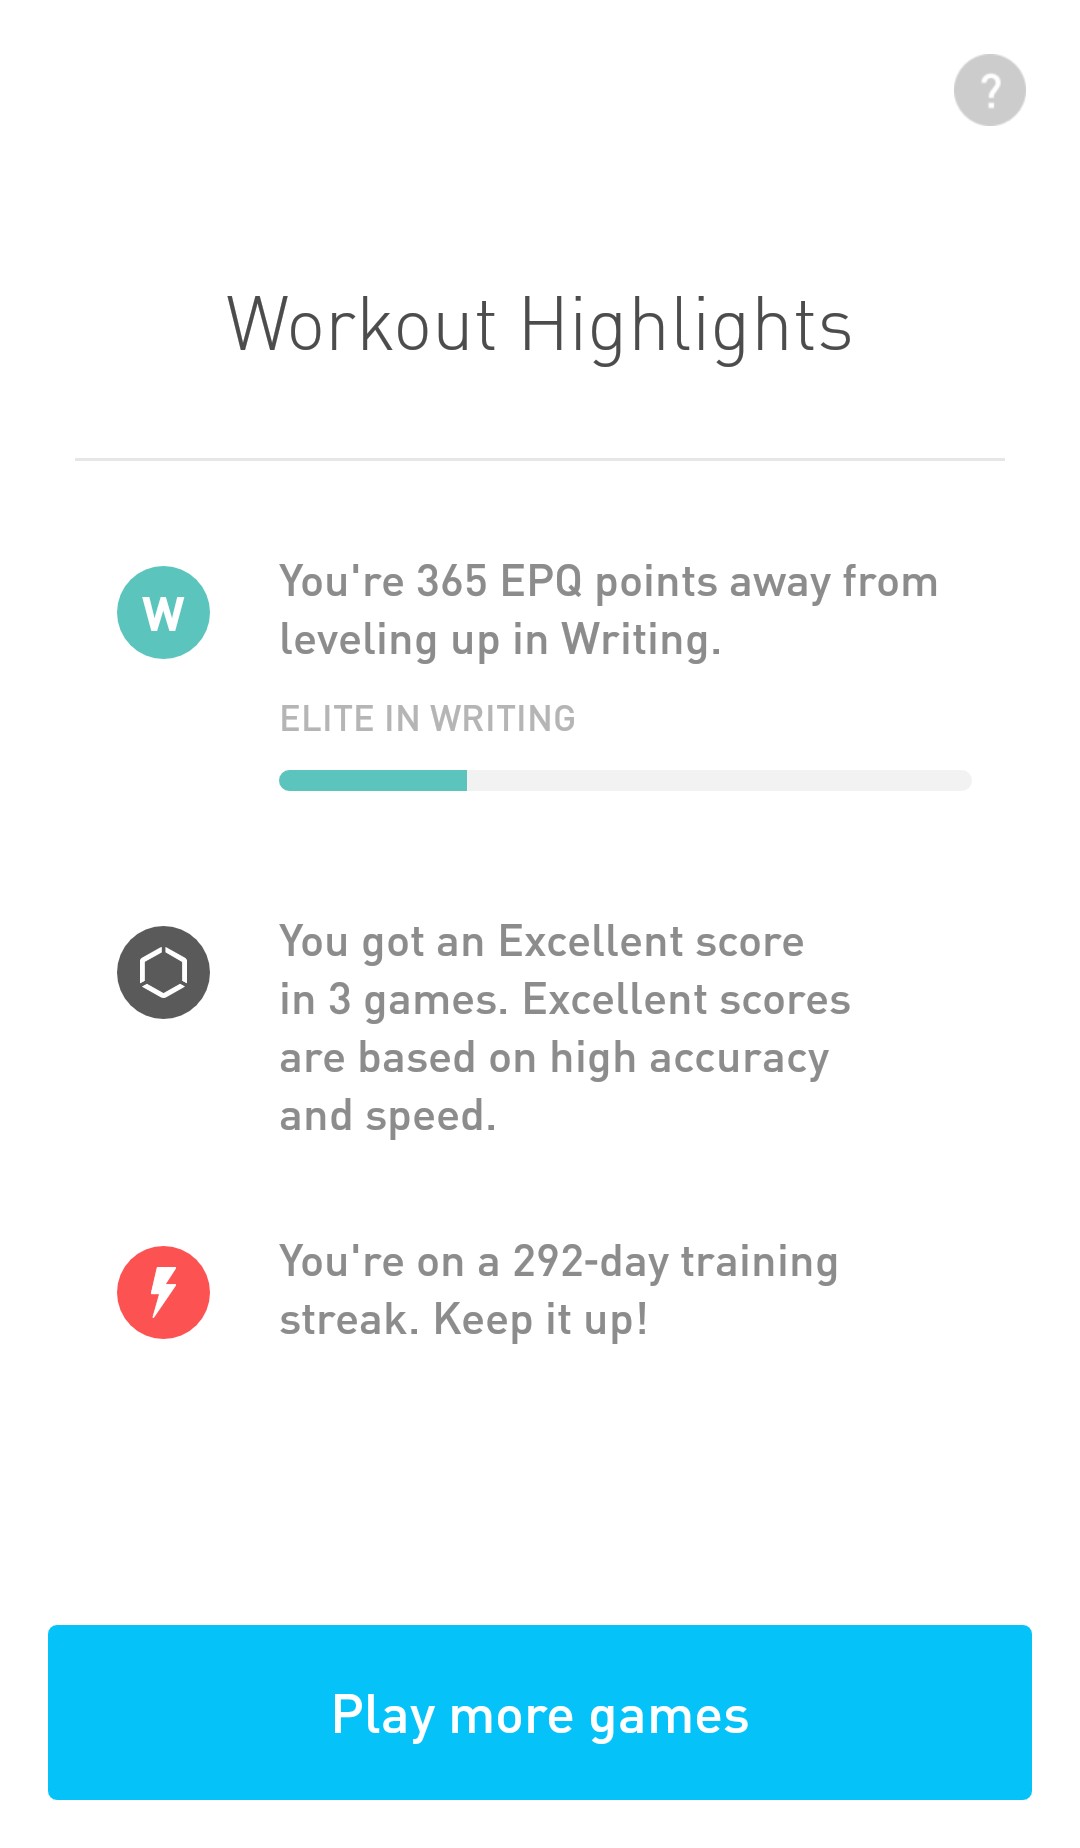 ?
Workout Highlights
W
You're 365 EPQ points away from
leveling up in Writing.
ELITE IN WRITING
You got an Excellent score
in 3 games. Excellent scores
are based on high accuracy
and speed.
You're on a 292-day training
streak. Keep it up!
Play more games